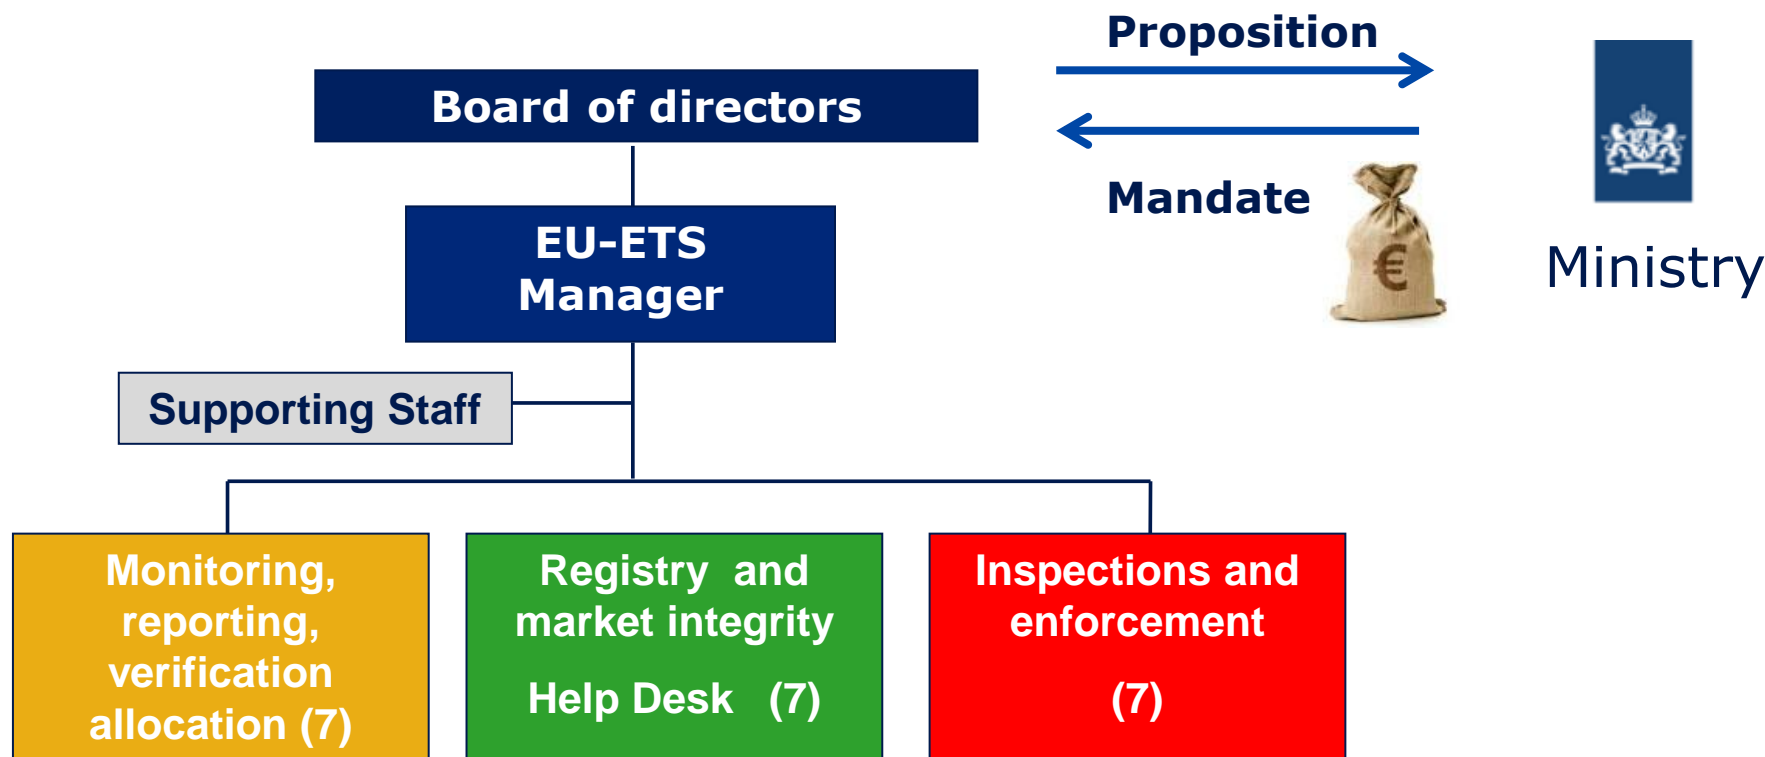 Proposition
Board of directors
Mandate
€
Ministry
EU-ETS
Manager
Supporting Staff
Monitoring,
reporting,
verification
allocation (7)
Registry and
market integrity
Help Desk (7)
Inspections and
enforcement
(7)